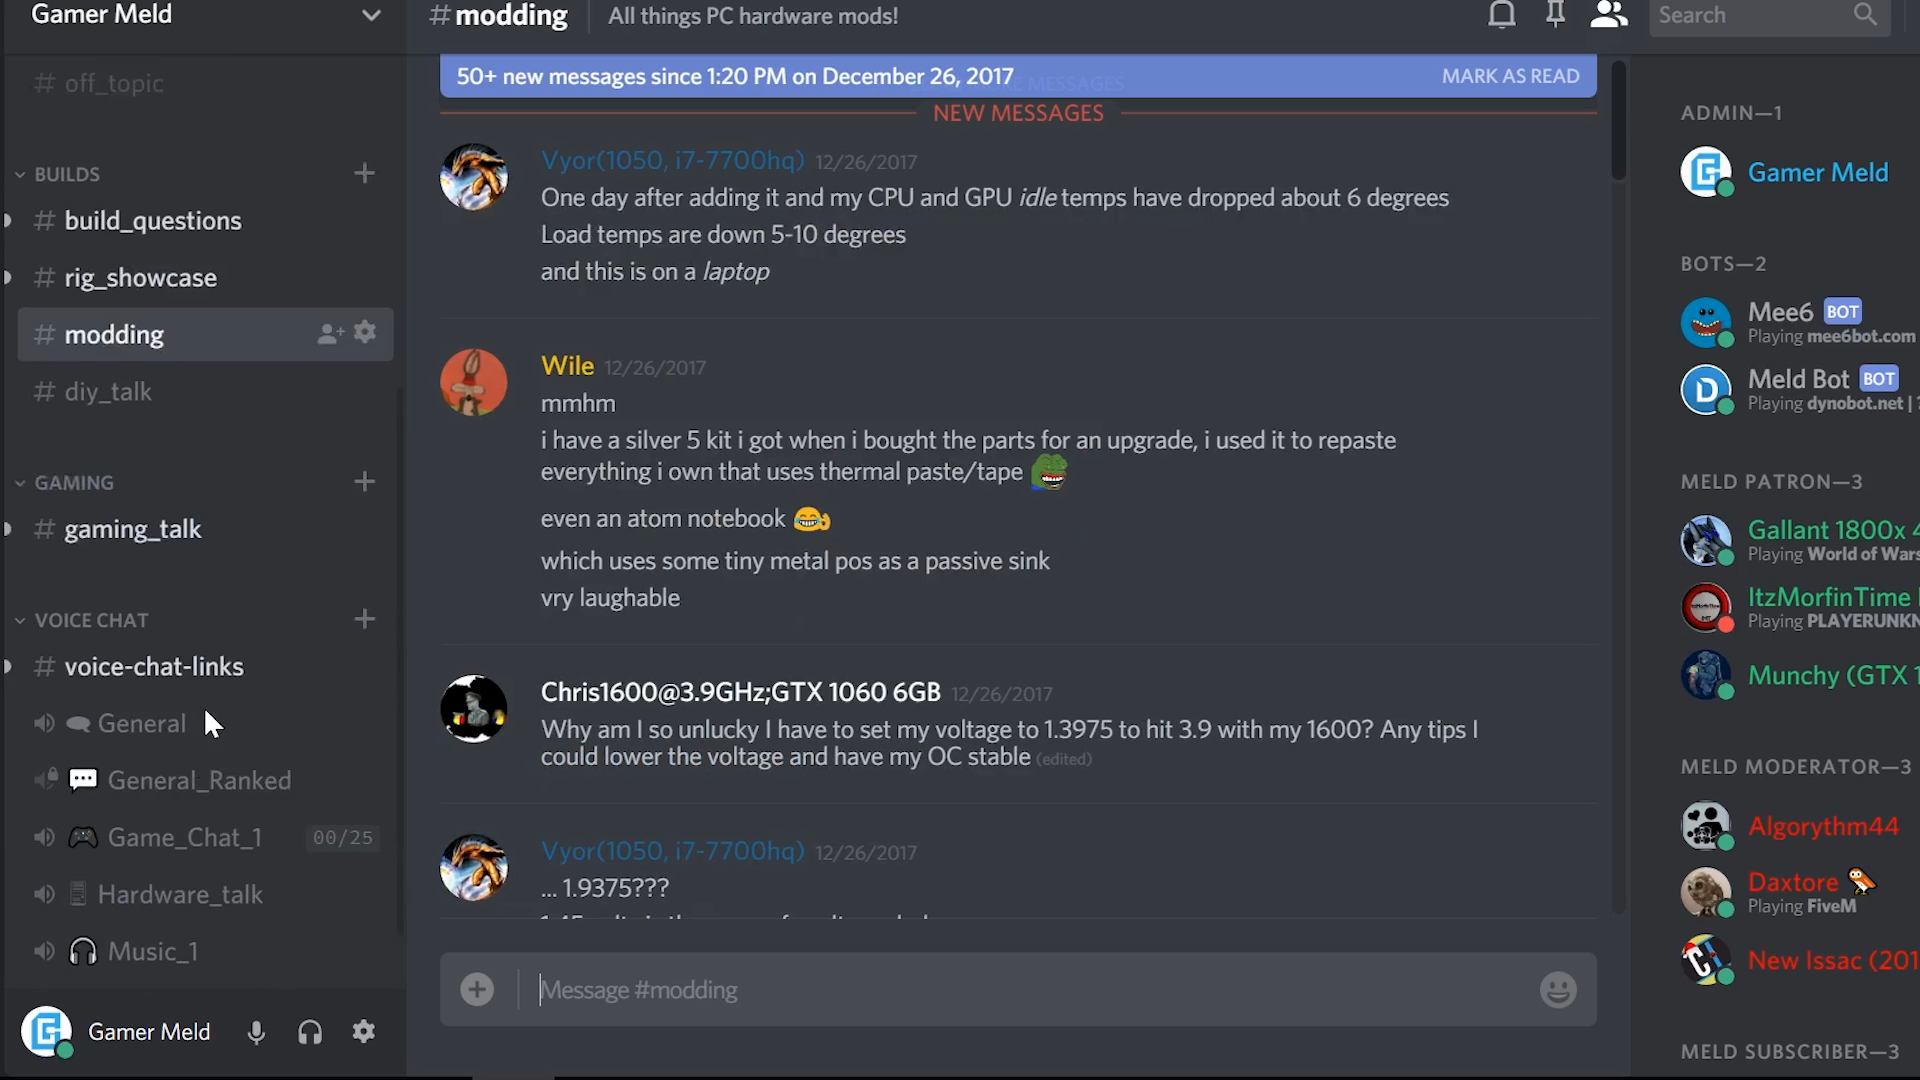 Gamer Meld
# off_topic
BUILDS
# build_questions
# rig_showcase
# modding
# diy_talk
GAMING
# gaming_talk
VOICE CHAT
# voice-chat-links
General
General_Ranked
Game_Chat_1 00/25
Hardware_talk
Music_1
Gamer Meld
# modding All things PC hardware mods!
Search
50+ new messages since 1:20 PM on December 26, 2017 MARK AS READ
NEW MESSAGES
Vyor(1050, i7-7700hq) 12/26/2017
One day after adding it and my CPU and GPU idle temps have dropped about 6 degrees
Load temps are down 5-10 degrees
and this is on a laptop
Wile 12/26/2017
mmhm
i have a silver 5 kit i got when i bought the parts for an upgrade, i used it to repaste
everything i own that uses thermal paste/tape
even an atom notebook
which uses some tiny metal pos as a passive sink
vry laughable
Chris1600@3.9GHz;GTX 1060 6GB 12/26/2017
Why am I so unlucky I have to set my voltage to 1.3975 to hit 3.9 with my 1600? Any tips I
could lower the voltage and have my OC stable (edited)
Vyor(1050, i7-7700hq) 12/26/2017
... 1.9375???
Message #modding
ADMIN—1
Gamer Meld
BOTS—2
Mee6 BOT
Playing mee6bot.com
Meld Bot BOT
Playing dynobot.net | ?
MELD PATRON—3
Gallant 1800x 4
Playing World of Wars
ItzMorfinTime
Playing PLAYERUNKN
Munchy (GTX 1
MELD MODERATOR—3
Algorythm44
Daxtore
Playing FiveM
New Issac (201
MELD SUBSCRIBER—3